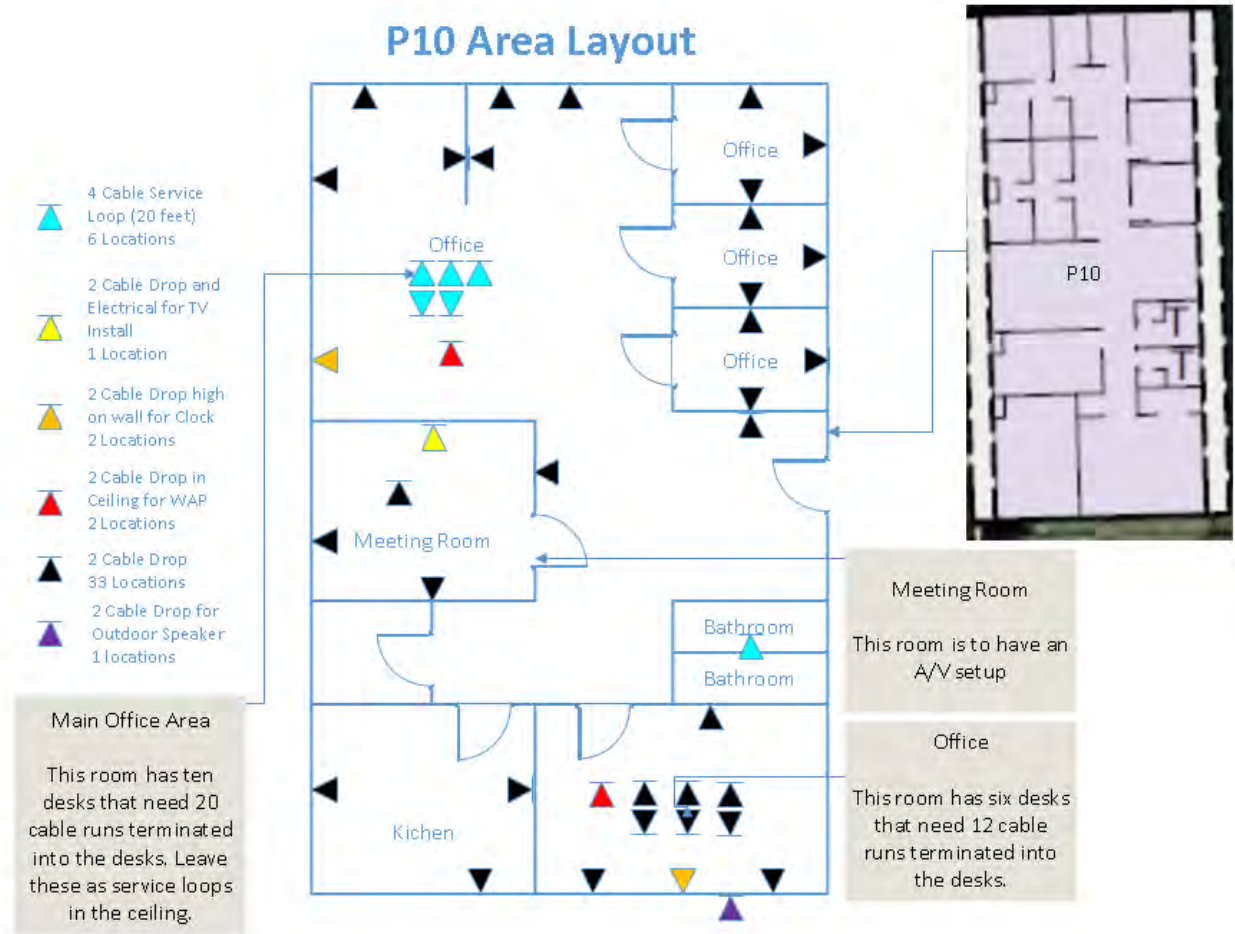 P10 Area Layout
4 Cable Service
Loop (20 feet)
6 Locations
2 Cable Drop and
Electrical for TV
Install
1 Location
2 Cable Drop high
on wall for Clock
2 Locations
2 Cable Drop in
Ceiling for WAP
2 Locations
2 Cable Drop
33 Locations
2 Cable Drop for
Outdoor Speaker
1 locations
Main Office Area
This room has ten
desks that need 20
cable runs terminated
into the desks. Leave
these as service loops
in the ceiling.
Office
Office
Office
Office
Meeting Room
Bathroom
Bathroom
Kichen
P10
Meeting Room
This room is to have an
A/V setup
Office
This room has six desks
that need 12 cable
runs terminated into
the desks.